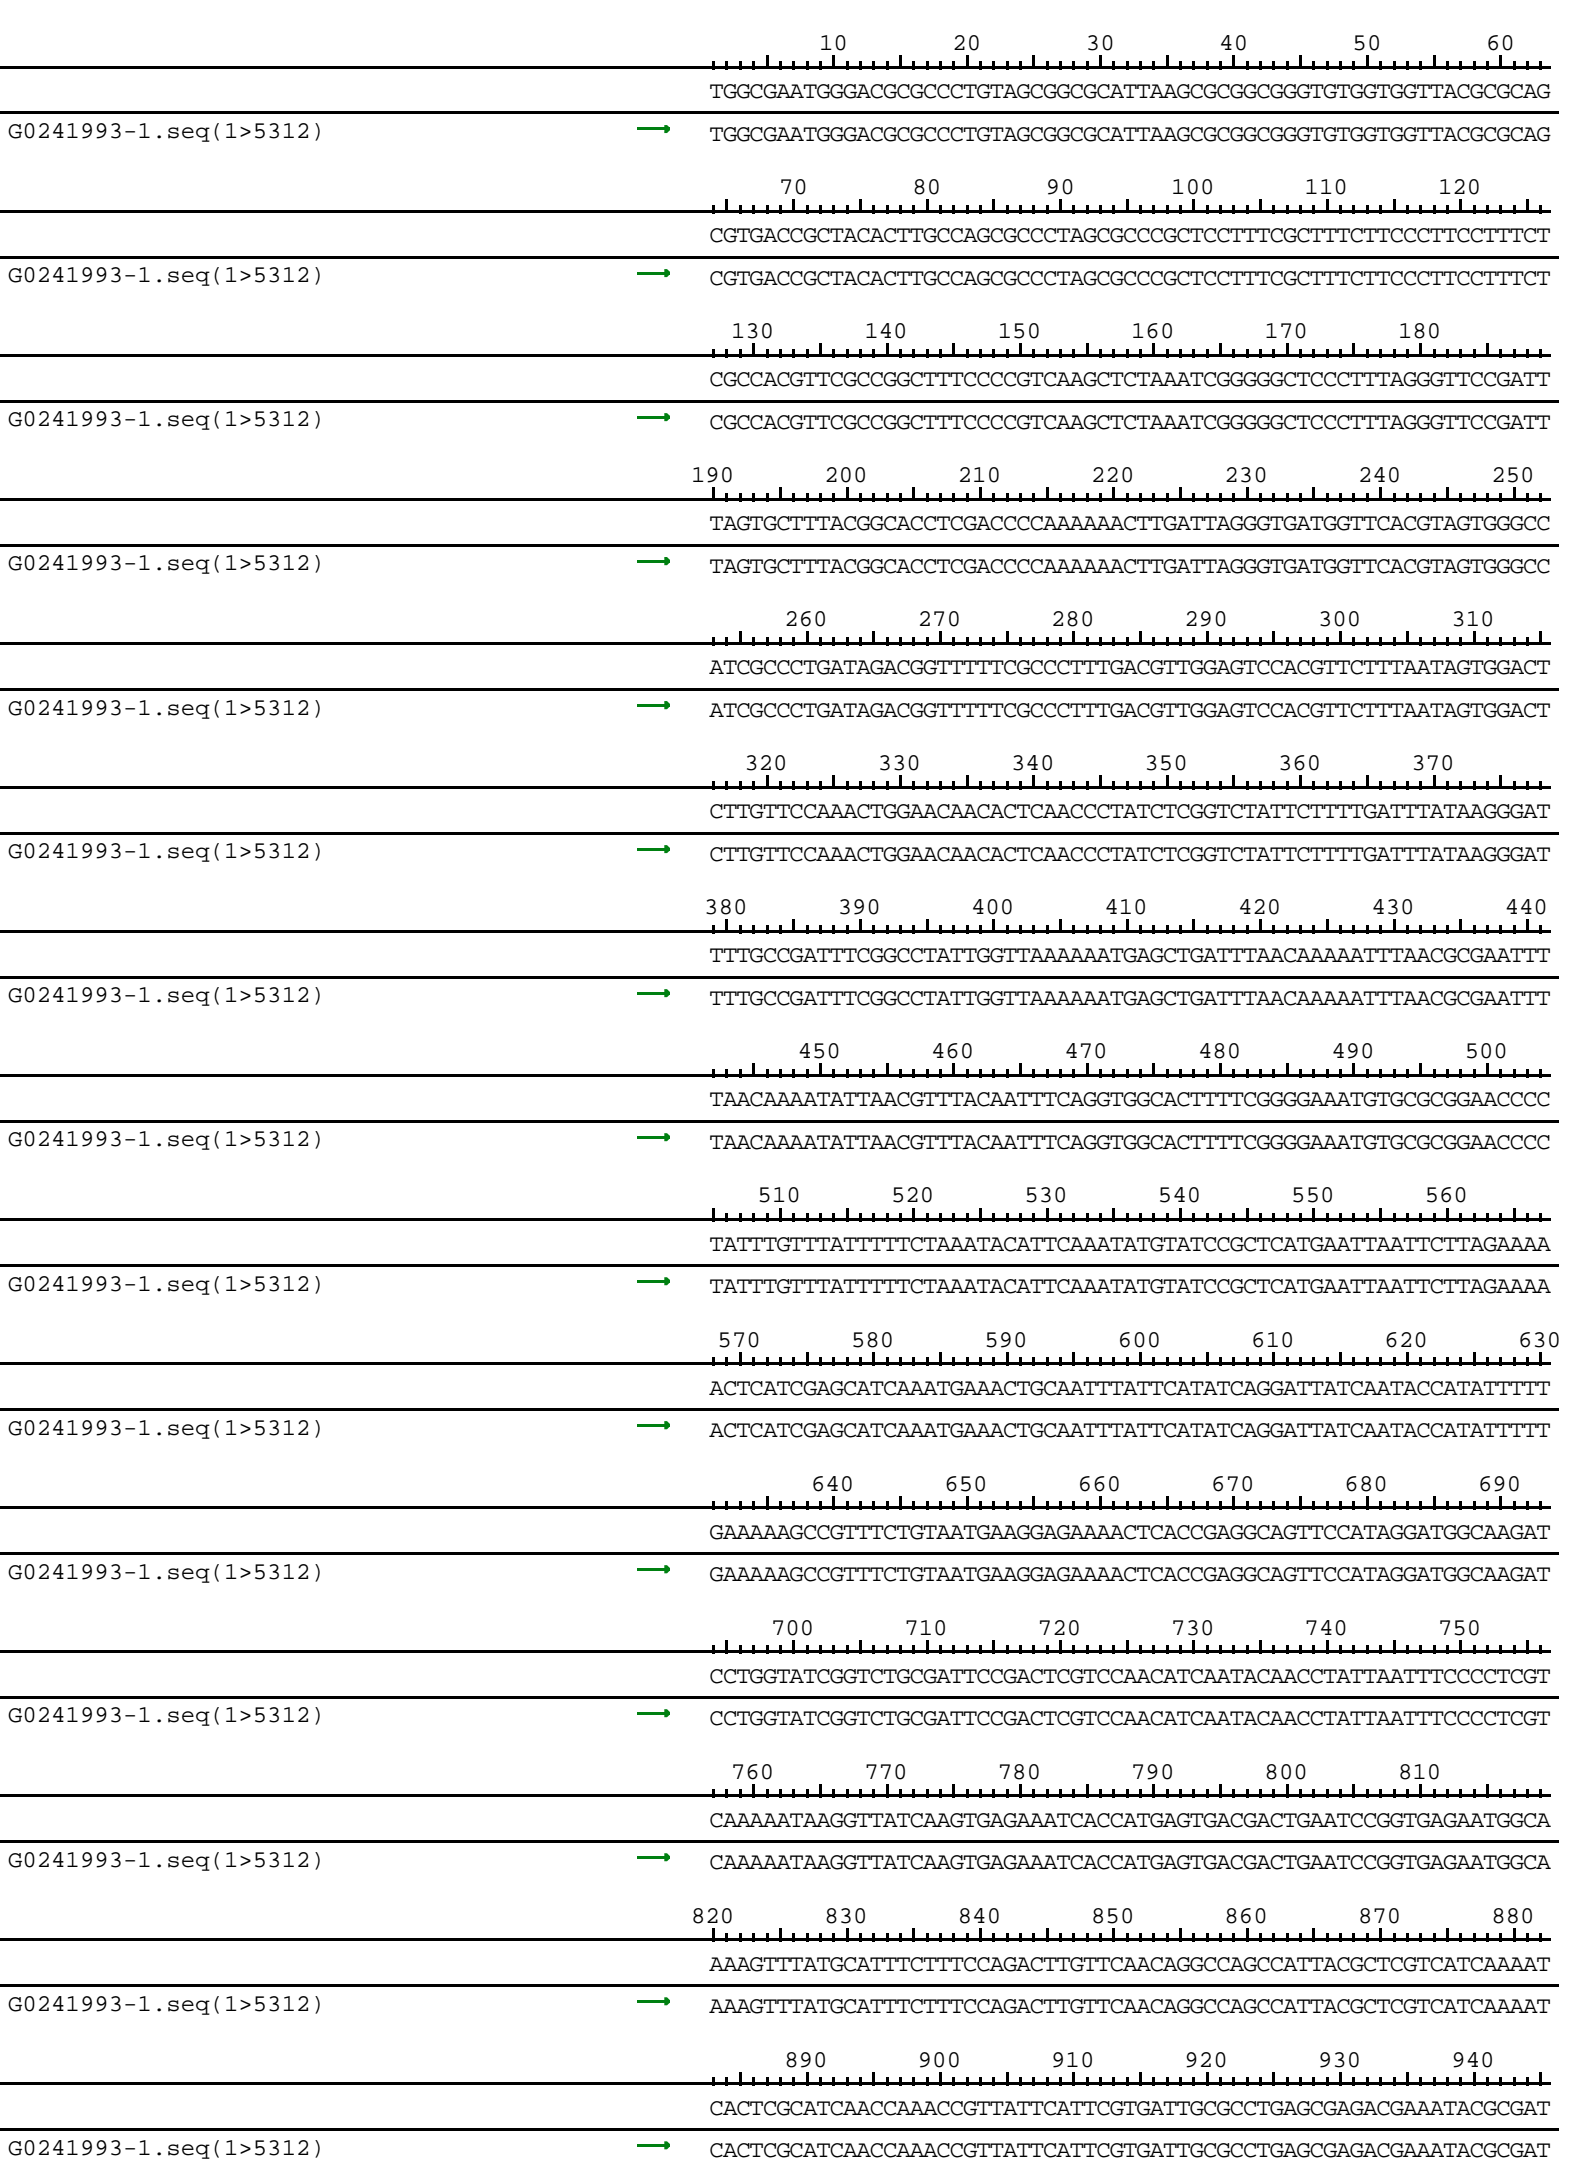 10 20 30 40 50 60
TGGCGAATGGGACGCGCCCTGTAGCGGCGCATTAAGCGCGGCGGGTGTGGTGGTTACGCGCAG
G0241993-1.seq(1>5312) TGGCGAATGGGACGCGCCCTGTAGCGGCGCATTAAGCGCGGCGGGTGTGGTGGTTACGCGCAG
70 80 90 100 110 120
CGTGACCGCTACACTTGCCAGCGCCCTAGCGCCCGCTCCTTTCGCTTTCTTCCCTTCCTTTCT
G0241993-1.seq(1>5312) CGTGACCGCTACACTTGCCAGCGCCCTAGCGCCCGCTCCTTTCGCTTTCTTCCCTTCCTTTCT
130 140 150 160 170 180
CGCCACGTTCGCCGGCTTTCCCCGTCAAGCTCTAAATCGGGGGCTCCCTTTAGGGTTCCGATT
G0241993-1.seq(1>5312) CGCCACGTTCGCCGGCTTTCCCCGTCAAGCTCTAAATCGGGGGCTCCCTTTAGGGTTCCGATT
190 200 210 220 230 240 250
TAGTGCTTTACGGCACCTCGACCCCAAAAAACTTGATTAGGGTGATGGTTCACGTAGTGGGCC
G0241993-1.seq(1>5312) TAGTGCTTTACGGCACCTCGACCCCAAAAAACTTGATTAGGGTGATGGTTCACGTAGTGGGCC
260 270 280 290 300 310
ATCGCCCTGATAGACGGTTTTTCGCCCTTTGACGTTGGAGTCCACGTTCTTTAATAGTGGACT
G0241993-1.seq(1>5312) ATCGCCCTGATAGACGGTTTTTCGCCCTTTGACGTTGGAGTCCACGTTCTTTAATAGTGGACT
320 330 340 350 360 370
CTTGTTCCAAACTGGAACAACACTCAACCCTATCTCGGTCTATTCTTTTGATTTATAAGGGAT
G0241993-1.seq(1>5312) CTTGTTCCAAACTGGAACAACACTCAACCCTATCTCGGTCTATTCTTTTGATTTATAAGGGAT
380 390 400 410 420 430 440
TTTGCCGATTTCGGCCTATTGGTTAAAAAATGAGCTGATTTAACAAAAATTTAACGCGAATTT
G0241993-1.seq(1>5312) TTTGCCGATTTCGGCCTATTGGTTAAAAAATGAGCTGATTTAACAAAAATTTAACGCGAATTT
450 460 470 480 490 500
TAACAAAATATTAACGTTTACAATTTCAGGTGGCACTTTTCGGGGAAATGTGCGCGGAACCCC
G0241993-1.seq(1>5312) TAACAAAATATTAACGTTTACAATTTCAGGTGGCACTTTTCGGGGAAATGTGCGCGGAACCCC
510 520 530 540 550 560
TATTTGTTTATTTTTCTAAATACATTCAAATATGTATCCGCTCATGAATTAATTCTTAGAAAA
G0241993-1.seq(1>5312) TATTTGTTTATTTTTCTAAATACATTCAAATATGTATCCGCTCATGAATTAATTCTTAGAAAA
570 580 590 600 610 620 630
ACTCATCGAGCATCAAATGAAACTGCAATTTATTCATATCAGGATTATCAATACCATATTTTT
G0241993-1.seq(1>5312) ACTCATCGAGCATCAAATGAAACTGCAATTTATTCATATCAGGATTATCAATACCATATTTTT
640 650 660 670 680 690
GAAAAAGCCGTTTCTGTAATGAAGGAGAAAACTCACCGAGGCAGTTCCATAGGATGGCAAGAT
G0241993-1.seq(1>5312) GAAAAAGCCGTTTCTGTAATGAAGGAGAAAACTCACCGAGGCAGTTCCATAGGATGGCAAGAT
700 710 720 730 740 750
CCTGGTATCGGTCTGCGATTCCGACTCGTCCAACATCAATACAACCTATTAATTTCCCCTCGT
G0241993-1.seq(1>5312) CCTGGTATCGGTCTGCGATTCCGACTCGTCCAACATCAATACAACCTATTAATTTCCCCTCGT
760 770 780 790 800 810
CAAAAATAAGGTTATCAAGTGAGAAATCACCATGAGTGACGACTGAATCCGGTGAGAATGGCA
G0241993-1.seq(1>5312) CAAAAATAAGGTTATCAAGTGAGAAATCACCATGAGTGACGACTGAATCCGGTGAGAATGGCA
820 830 840 850 860 870 880
AAAGTTTATGCATTTCTTTCCAGACTTGTTCAACAGGCCAGCCATTACGCTCGTCATCAAAAT
G0241993-1.seq(1>5312) AAAGTTTATGCATTTCTTTCCAGACTTGTTCAACAGGCCAGCCATTACGCTCGTCATCAAAAT
890 900 910 920 930 940
CACTCGCATCAACCAAACCGTTATTCATTCGTGATTGCGCCTGAGCGAGACGAAATACGCGAT
G0241993-1.seq(1>5312) CACTCGCATCAACCAAACCGTTATTCATTCGTGATTGCGCCTGAGCGAGACGAAATACGCGAT